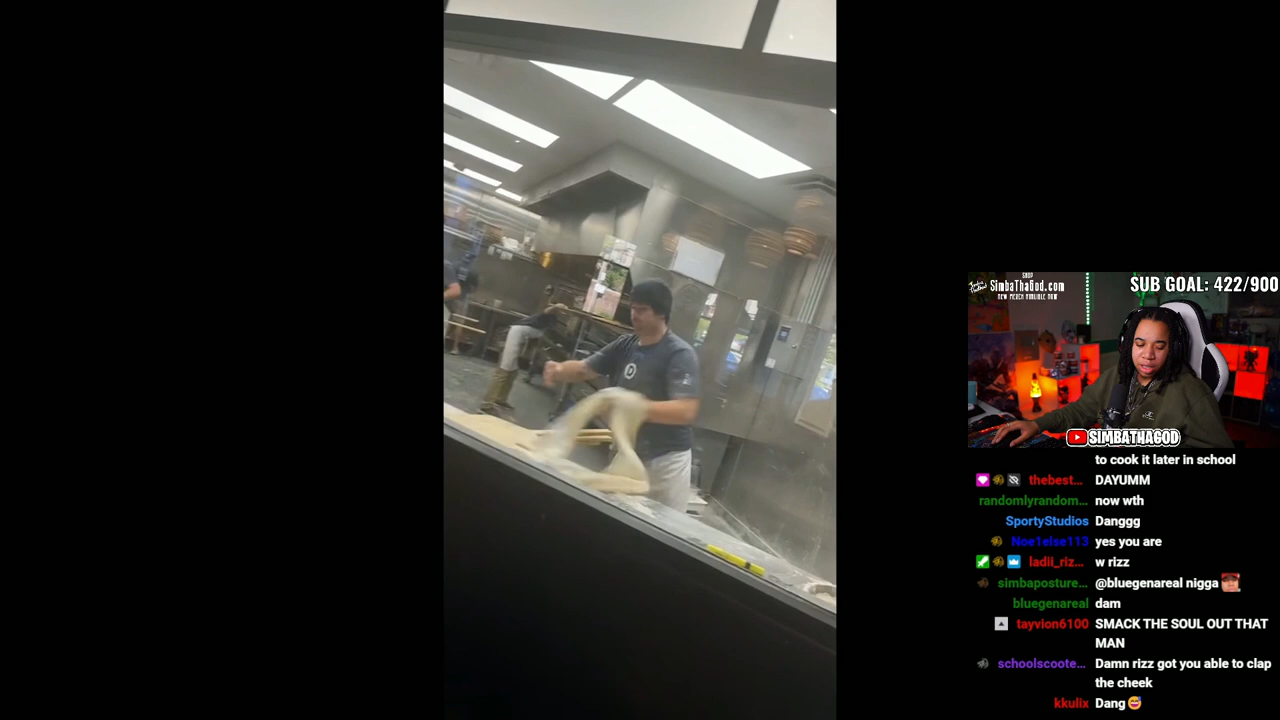 SHOP
SimbaThaGod.com
NEW MERCH AVAILABLE NOW
SUB GOAL: 422/900
D
SIMBATHAGOD
to cook it later in school
thebest... DAYUMM
randomlyrandom... now wth
SportyStudios Danggg
Noe1else113 yes you are
ladii_riz... w rizz
simbaposture... @bluegenareal nigga
bluegenareal dam
tayvion6100 SMACK THE SOUL OUT THAT
MAN
schoolscoote... Damn rizz got you able to clap
the cheek
kkulix Dang